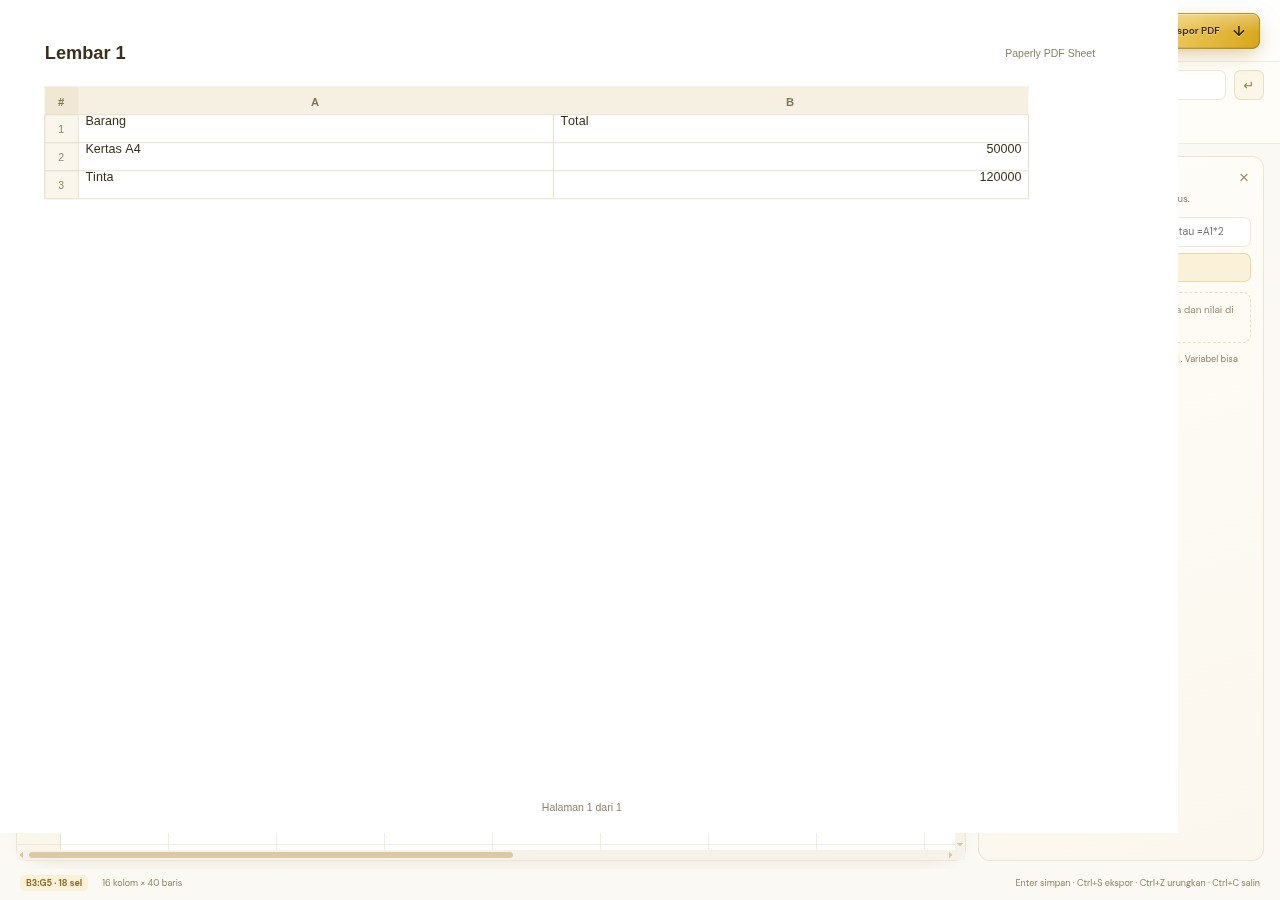 Lembar 1
Paperly PDF Sheet
spor PDF
# A B
1 Barang Total
2 Kertas A4 50000
3 Tinta 120000
us.
tau =A1*2
a dan nilai di
. Variabel bisa
Halaman 1 dari 1
B3:G5 · 18 sel
16 kolom × 40 baris
Enter simpan · Ctrl+S ekspor · Ctrl+Z urungkan · Ctrl+C salin